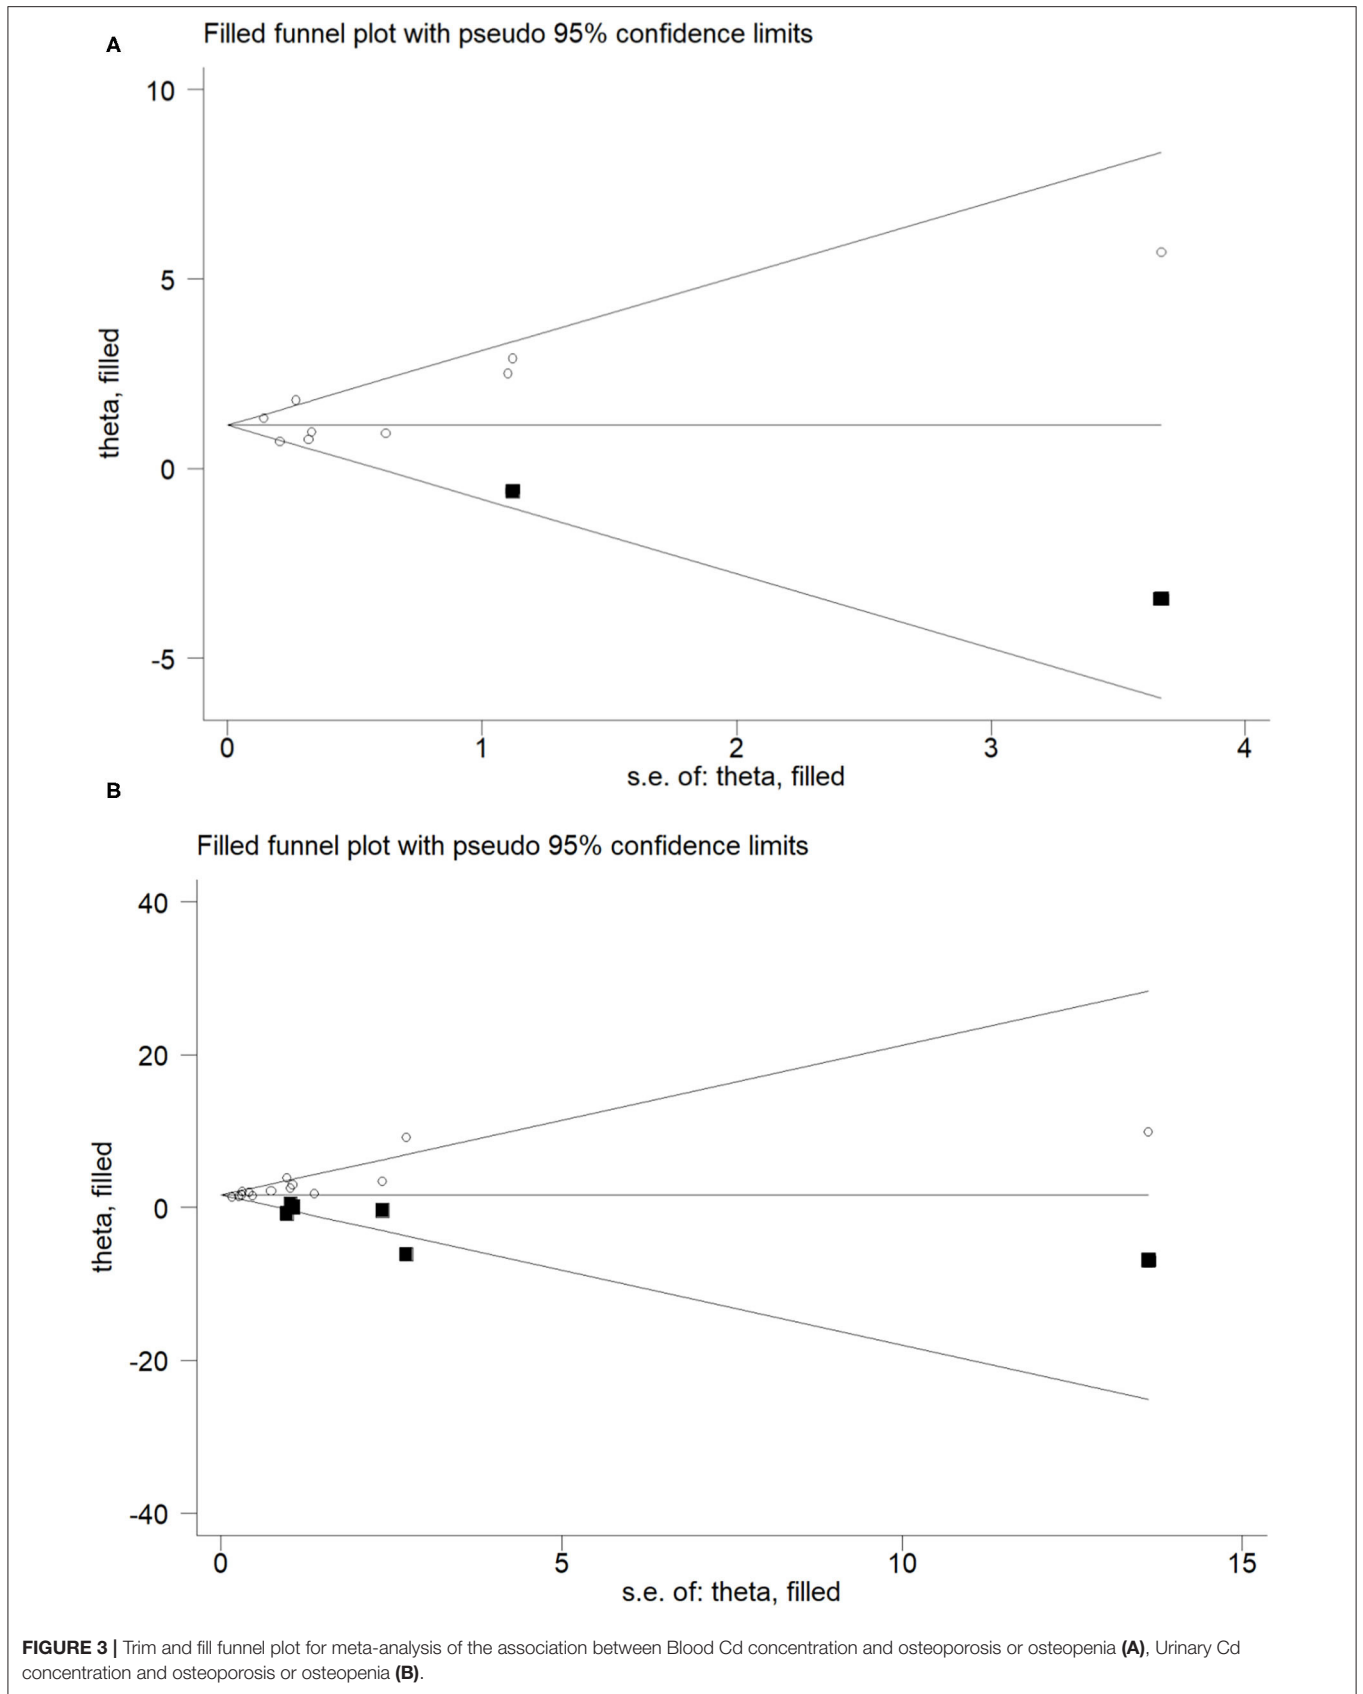 A
Filled funnel plot with pseudo 95% confidence limits
10
5
0
-5
theta, filled
0 1 2 3 4
s.e. of: theta, filled
B
Filled funnel plot with pseudo 95% confidence limits
40
20
0
-20
-40
theta, filled
0 5 10 15
s.e. of: theta, filled
FIGURE 3 | Trim and fill funnel plot for meta-analysis of the association between Blood Cd concentration and osteoporosis or osteopenia (A), Urinary Cd
concentration and osteoporosis or osteopenia (B).